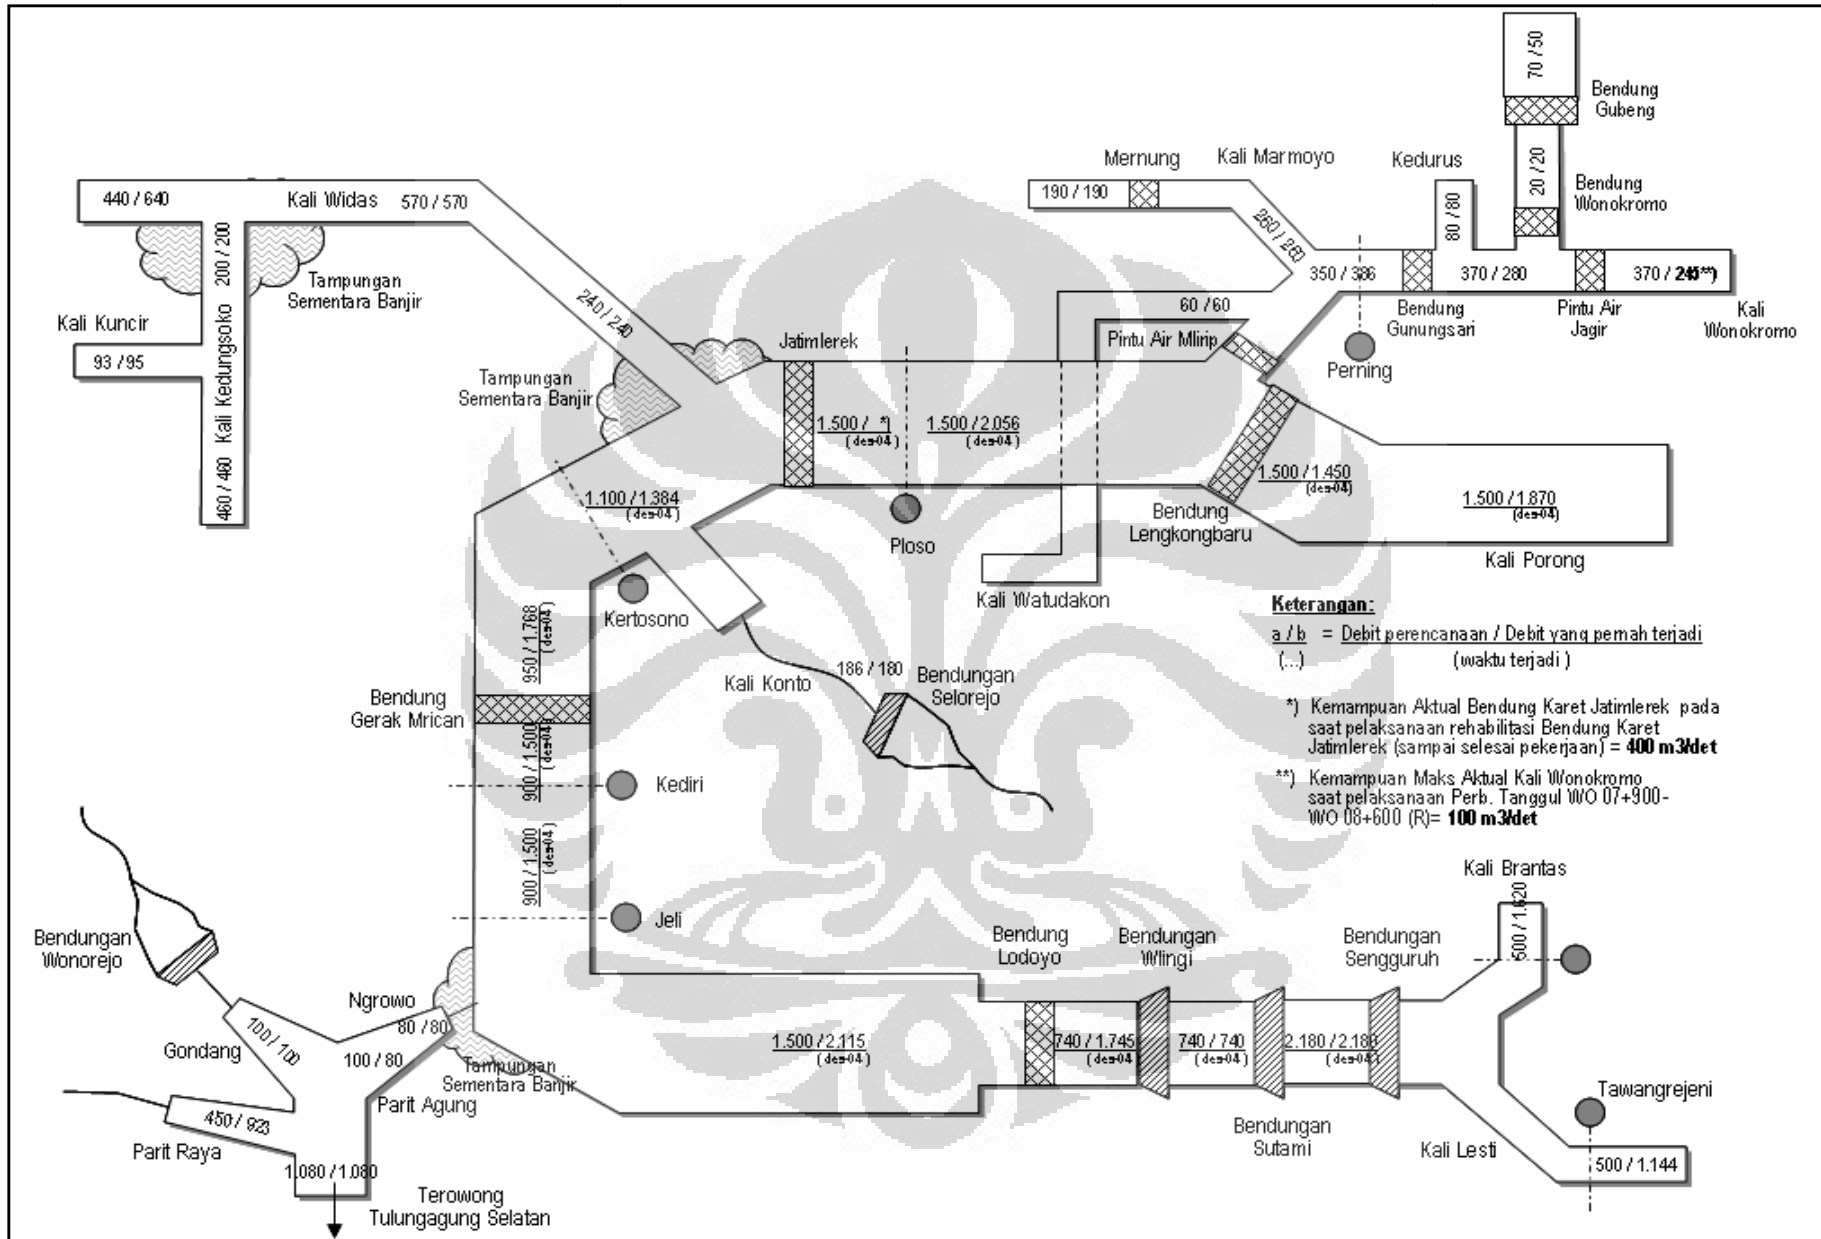 70 / 50
Bendung
Gubeng
20 / 20
Bendung
Wonokromo
Mernung
Kali Marmoyo
Kedurus
190 / 190
260 / 260
80 / 80
350 / 386
370 / 280
370 / 245**)
Bendung
Gunungsari
Pintu Air
Jagir
Kali
Wonokromo
Perning
440 / 640
Kali Widas
570 / 570
200 / 200
Tampungan
Sementara Banjir
Kali Kuncir
93 / 95
Kali Kedungsoko
460 / 460
240 / 240
60 / 60
Pintu Air Mlirip
Jatimlerek
Tampungan
Sementara Banjir
1.500 / *)
(des-04)
1.500 / 2.056
(des-04)
1.100 / 1.384
(des-04)
1.500 / 1.450
(des-04)
1.500 / 1.870
(des-04)
Bendung
Lengkongbaru
Kali Porong
Ploso
Kali Watudakon
Kertosono
950 / 1.768
(des-04)
186 / 180
Kali Konto
Bendungan
Selorejo
Bendung
Gerak Mrican
900 / 1.500
(des-04)
Kediri
900 / 1.500
(des-04)
Jeli
Keterangan:
a / b = Debit perencanaan / Debit yang pernah terjadi
(...) (waktu terjadi )
*) Kemampuan Aktual Bendung Karet Jatimlerek pada
saat pelaksanaan rehabilitasi Bendung Karet
Jatimlerek (sampai selesai pekerjaan) = 400 m3/det
**) Kemampuan Maks Aktual Kali Wonokromo
saat pelaksanaan Perb. Tanggul WO 07+900-
WO 08+600 (R)= 100 m3/det
Kali Brantas
500 / 1.620
Bendung
Lodoyo
Bendungan
Wlingi
Bendungan
Sengguruh
Bendungan
Wonorejo
Ngrowo
80 / 80
100 / 100
Gondang
100 / 80
Tampungan
Sementara Banjir
Parit Agung
450 / 923
Parit Raya
1.080 / 1.080
Terowong
Tulungagung Selatan
1.500 / 2.115
(des-04)
740 / 1.745
(des-04)
740 / 740
(des-04)
2.180 / 2.180
(des-04)
Bendungan
Sutami
Kali Lesti
Tawangrejeni
500 / 1.144